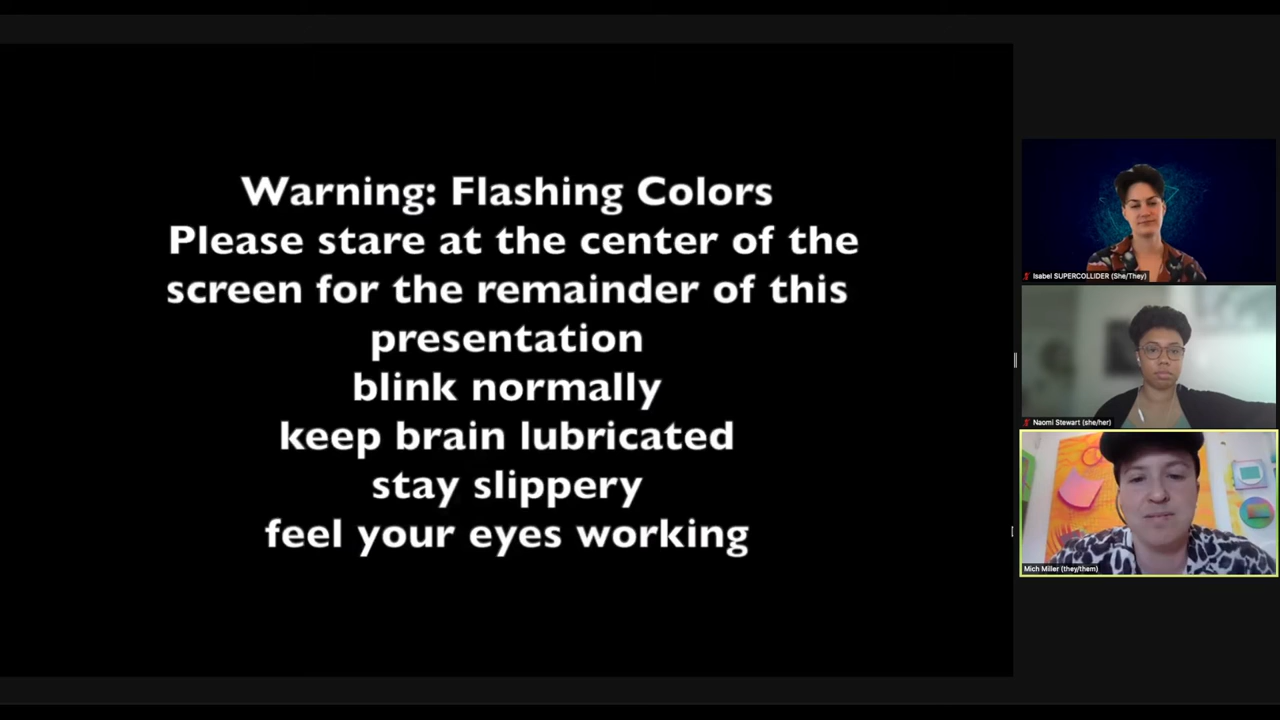 Warning: Flashing Colors
Please stare at the center of the
screen for the remainder of this
presentation
blink normally
keep brain lubricated
stay slippery
feel your eyes working
Isabel SUPERCOLLIDER (She/They)
Naomi Stewart (she/her)
Mich Miller (they/them)